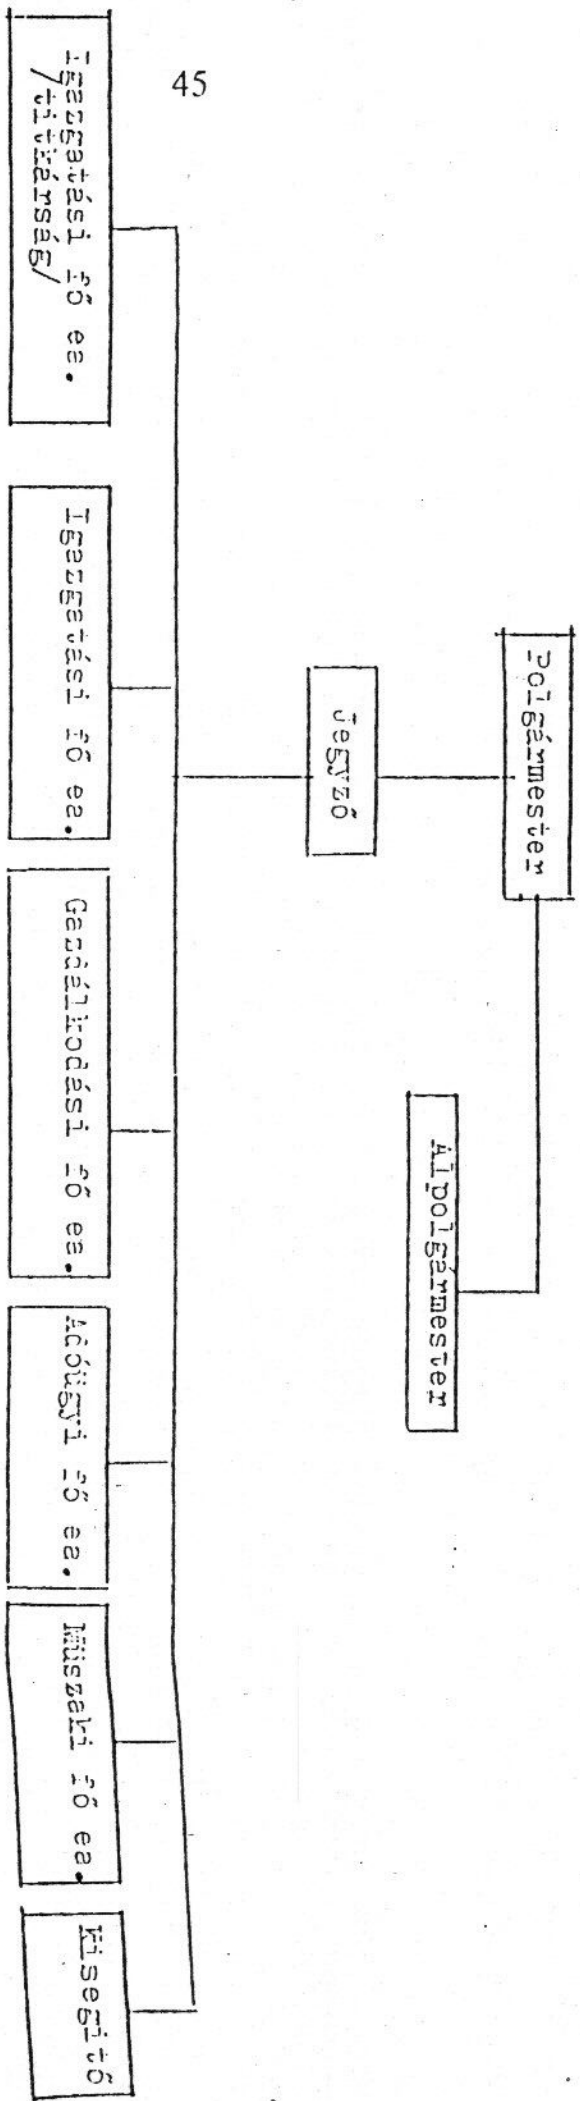 45
Polgármester
Alpolgármester
Jegyző
Igazgatási fő ea.
/titkárság/
Igazgatási fő ea.
Gazdálkodási fő ea.
Adóügyi fő ea.
Műszaki fő ea.
Kisegitő